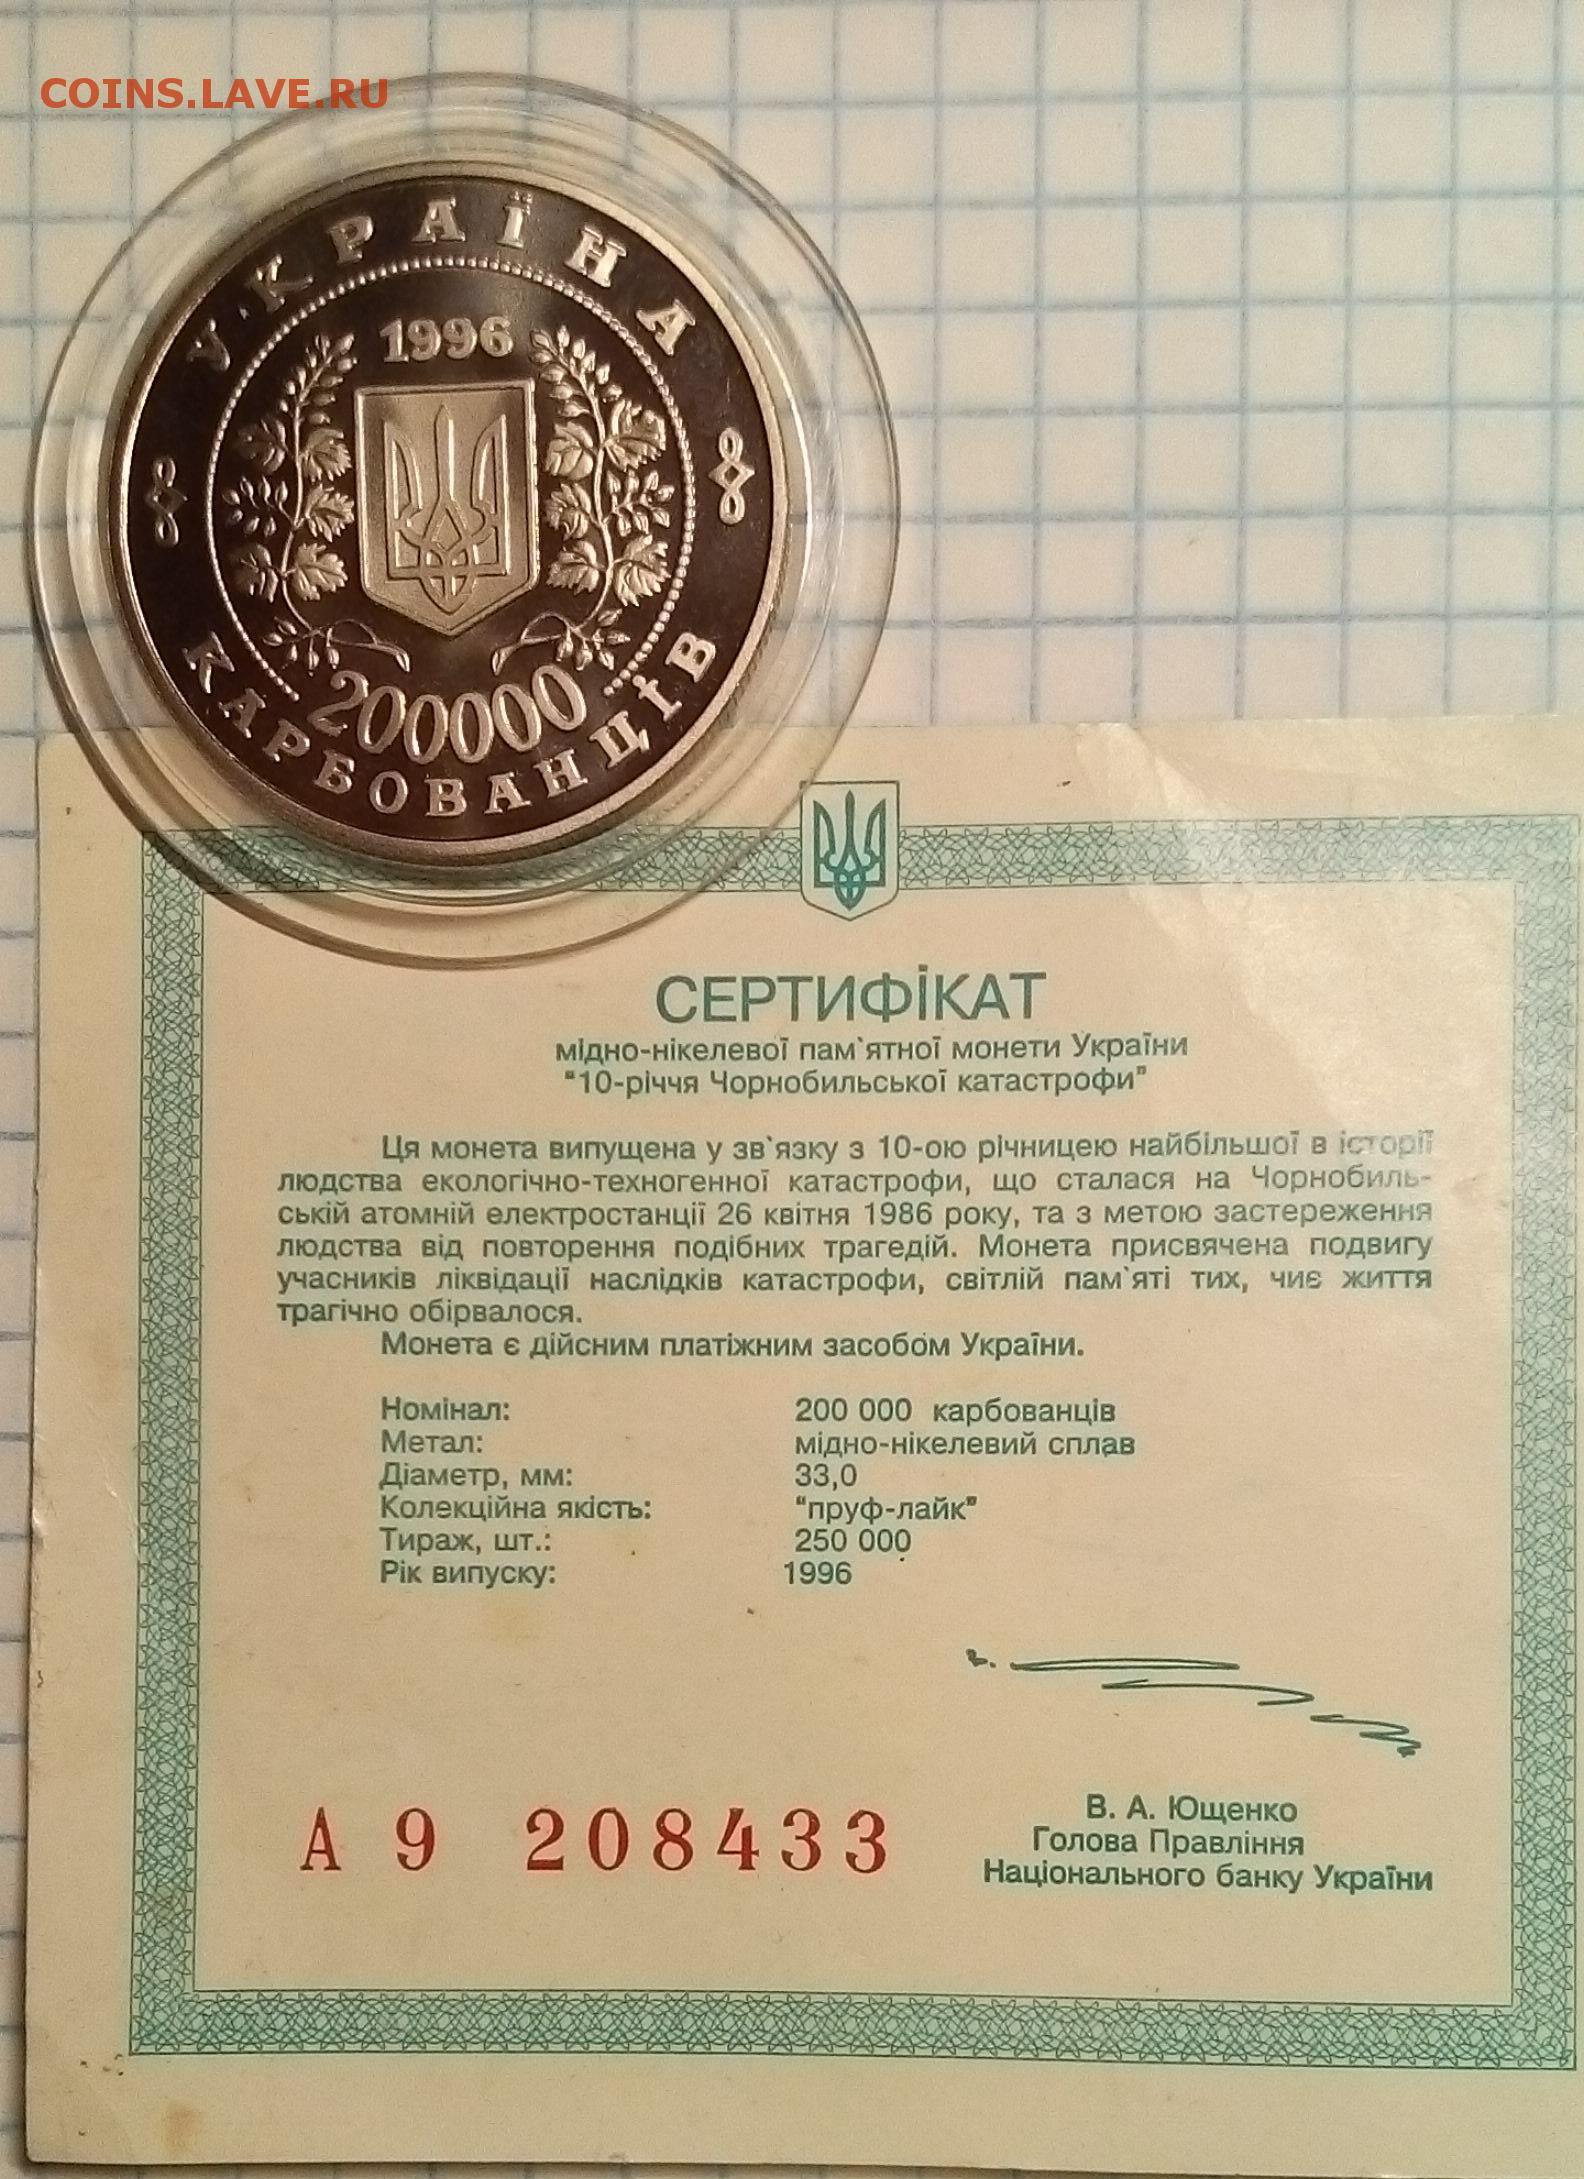 COINS.LAVE.RU
УКРАЇНА
1996
200000
КАРБОВАНЦІВ
СЕРТИФІКАТ
мідно-нікелевої пам`ятної монети України
"10-річчя Чорнобильської катастрофи"
Ця монета випущена у зв`язку з 10-ою річницею найбільшої в історії
людства екологічно-техногенної катастрофи, що сталася на Чорнобиль-
ській атомній електростанції 26 квітня 1986 року, та з метою застереження
людства від повторення подібних трагедій. Монета присвячена подвигу
учасників ліквідації наслідків катастрофи, світлій пам`яті тих, чиє життя
трагічно обірвалося.
Монета є дійсним платіжним засобом України.
Номінал: 200 000 карбованців
Метал: мідно-нікелевий сплав
Діаметр, мм: 33,0
Колекційна якість: "пруф-лайк"
Тираж, шт.: 250 000
Рік випуску: 1996
А 9 208433
В. А. Ющенко
Голова Правління
Національного банку України